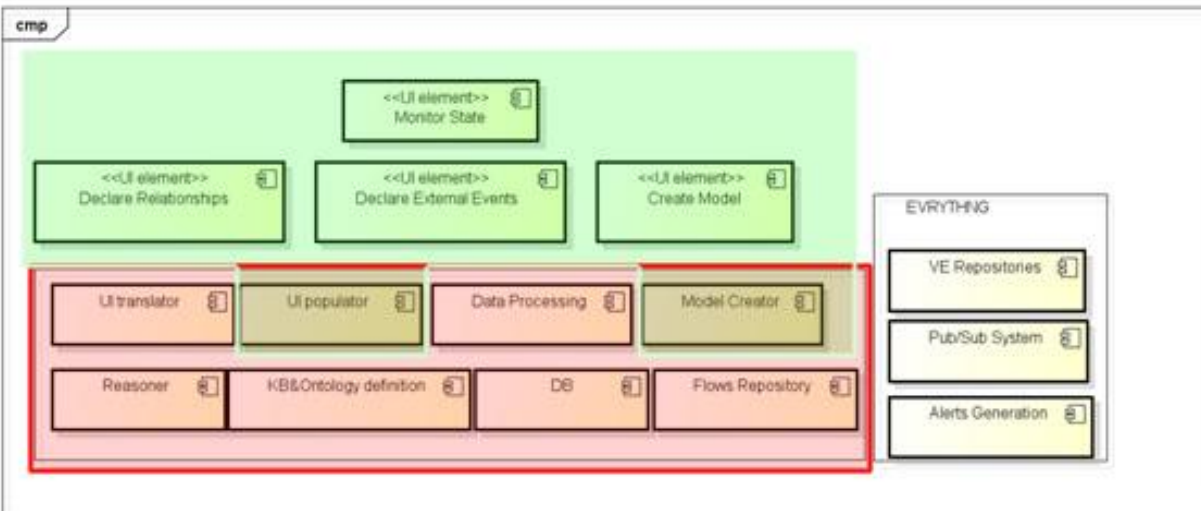 cmp
<<UI element>>
Monitor State
<<UI element>>
Declare Relationships
<<UI element>>
Declare External Events
<<UI element>>
Create Model
EVRYTHNG
VE Repositories
Pub/Sub System
Alerts Generation
UI translator
UI populator
Data Processing
Model Creator
Reasoner
KB&Ontology definition
DB
Flows Repository